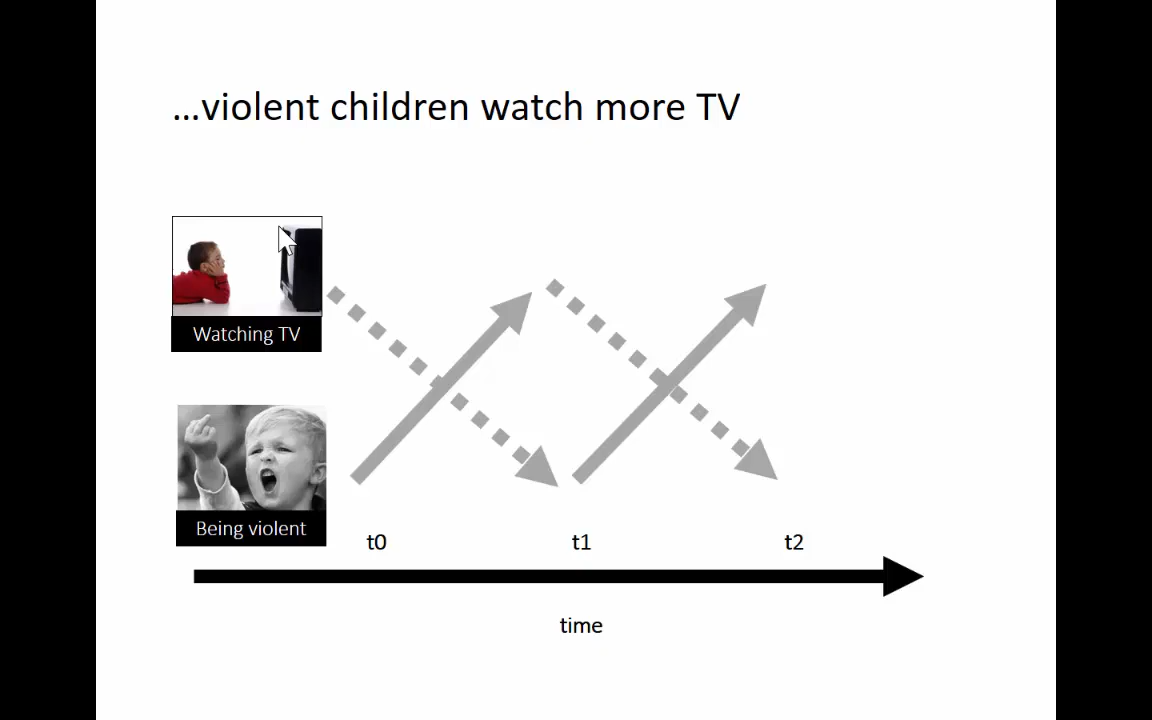 ...violent children watch more TV
Watching TV
Being violent
t0
t1
t2
time